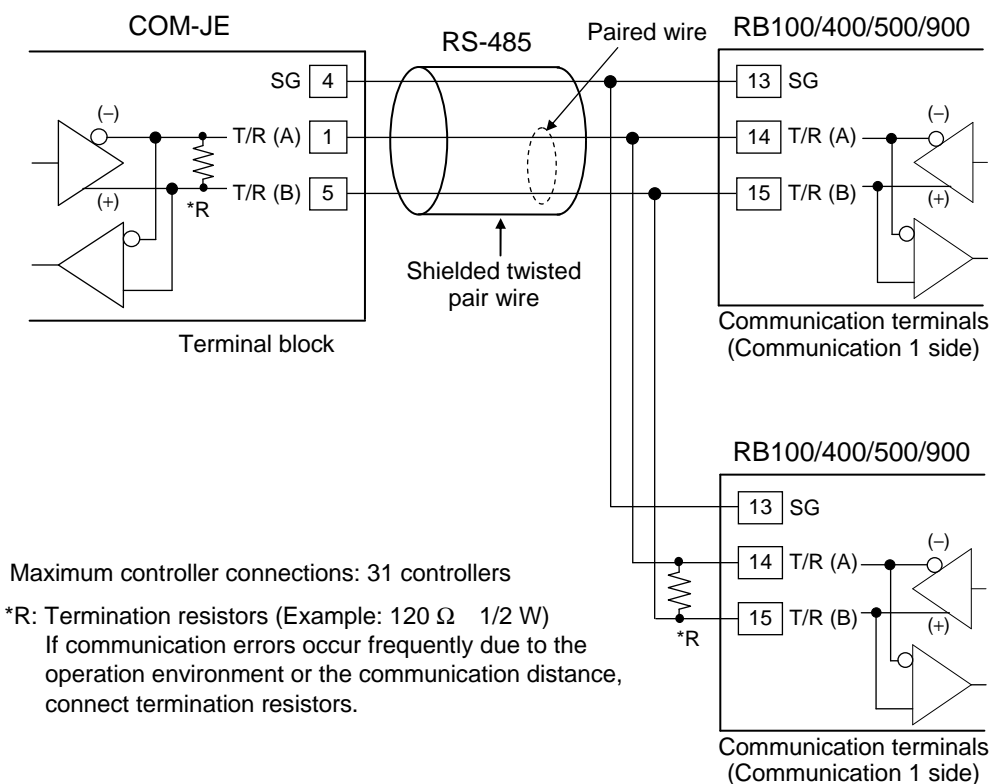 COM-JE
RS-485
Paired wire
RB100/400/500/900
SG 4
13 SG
(−)
T/R (A) 1
14 T/R (A)
(−)
(+)
*R
T/R (B) 5
15 T/R (B)
(+)
Shielded twisted
pair wire
Terminal block
Communication terminals
(Communication 1 side)
RB100/400/500/900
13 SG
14 T/R (A)
(−)
15 T/R (B)
(+)
*R
Communication terminals
(Communication 1 side)
Maximum controller connections: 31 controllers
*R: Termination resistors (Example: 120 Ω 1/2 W)
If communication errors occur frequently due to the
operation environment or the communication distance,
connect termination resistors.